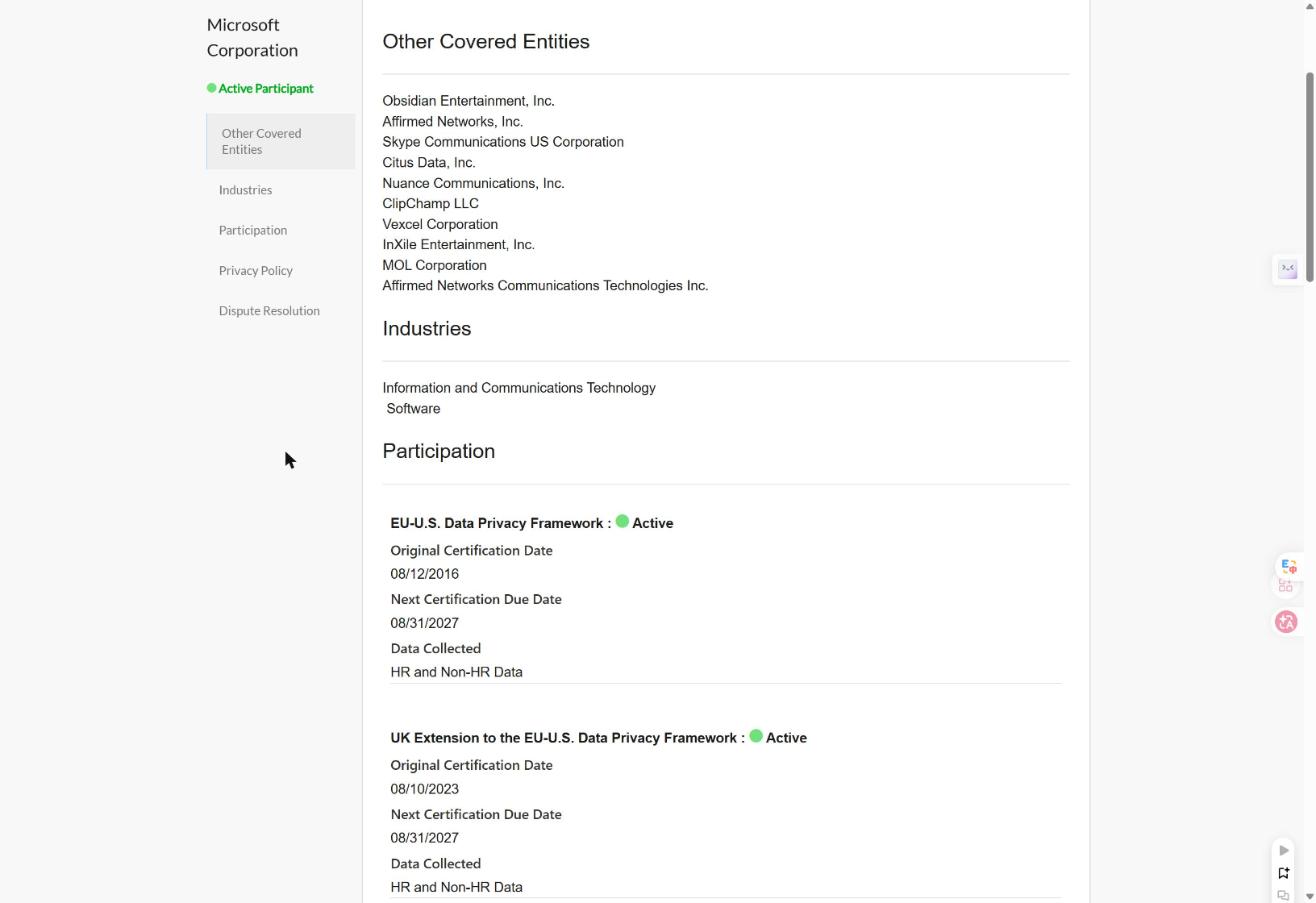 Microsoft
Corporation
Active Participant
Other Covered
Entities
Industries
Participation
Privacy Policy
Dispute Resolution
Other Covered Entities
Obsidian Entertainment, Inc.
Affirmed Networks, Inc.
Skype Communications US Corporation
Citus Data, Inc.
Nuance Communications, Inc.
ClipChamp LLC
Vexcel Corporation
InXile Entertainment, Inc.
MOL Corporation
Affirmed Networks Communications Technologies Inc.
Industries
Information and Communications Technology
Software
Participation
EU-U.S. Data Privacy Framework : Active
Original Certification Date
08/12/2016
Next Certification Due Date
08/31/2027
Data Collected
HR and Non-HR Data
UK Extension to the EU-U.S. Data Privacy Framework : Active
Original Certification Date
08/10/2023
Next Certification Due Date
08/31/2027
Data Collected
HR and Non-HR Data